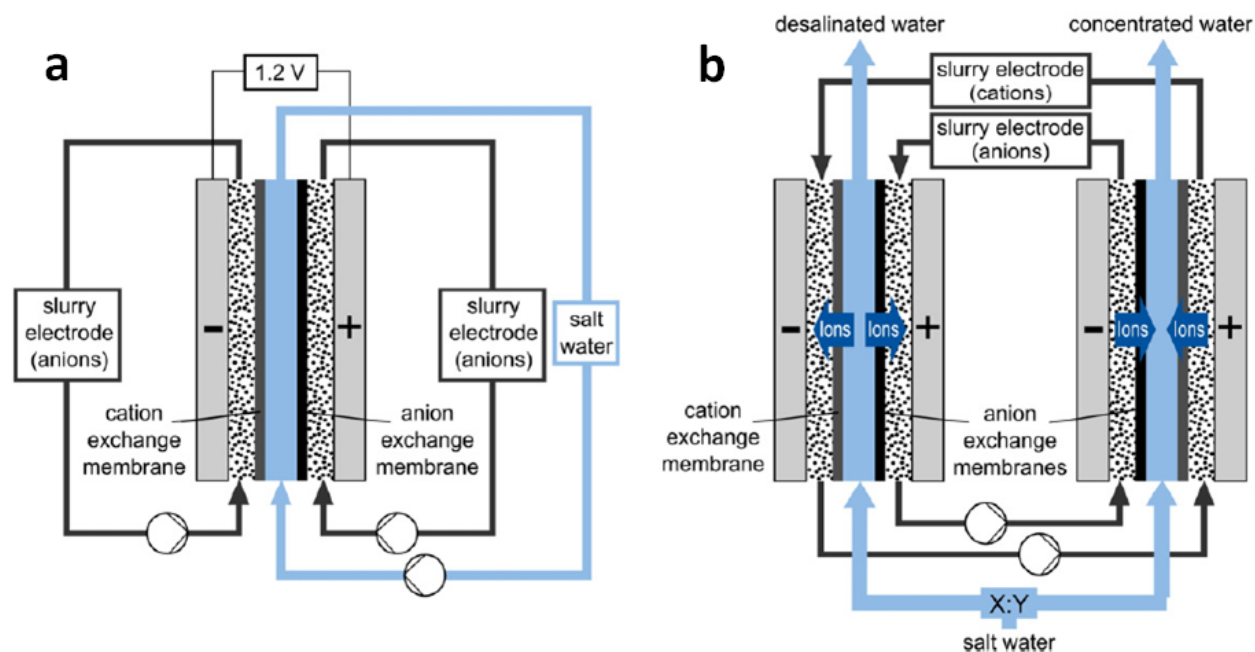 a
1.2 V
slurry
electrode
(anions)
-
+
slurry
electrode
(anions)
salt
water
cation
exchange
membrane
anion
exchange
membrane
b
desalinated water
concentrated water
slurry electrode
(cations)
slurry electrode
(anions)
-
Ions
Ions
+
-
Ions
Ions
+
cation
exchange
membrane
anion
exchange
membranes
X:Y
salt water